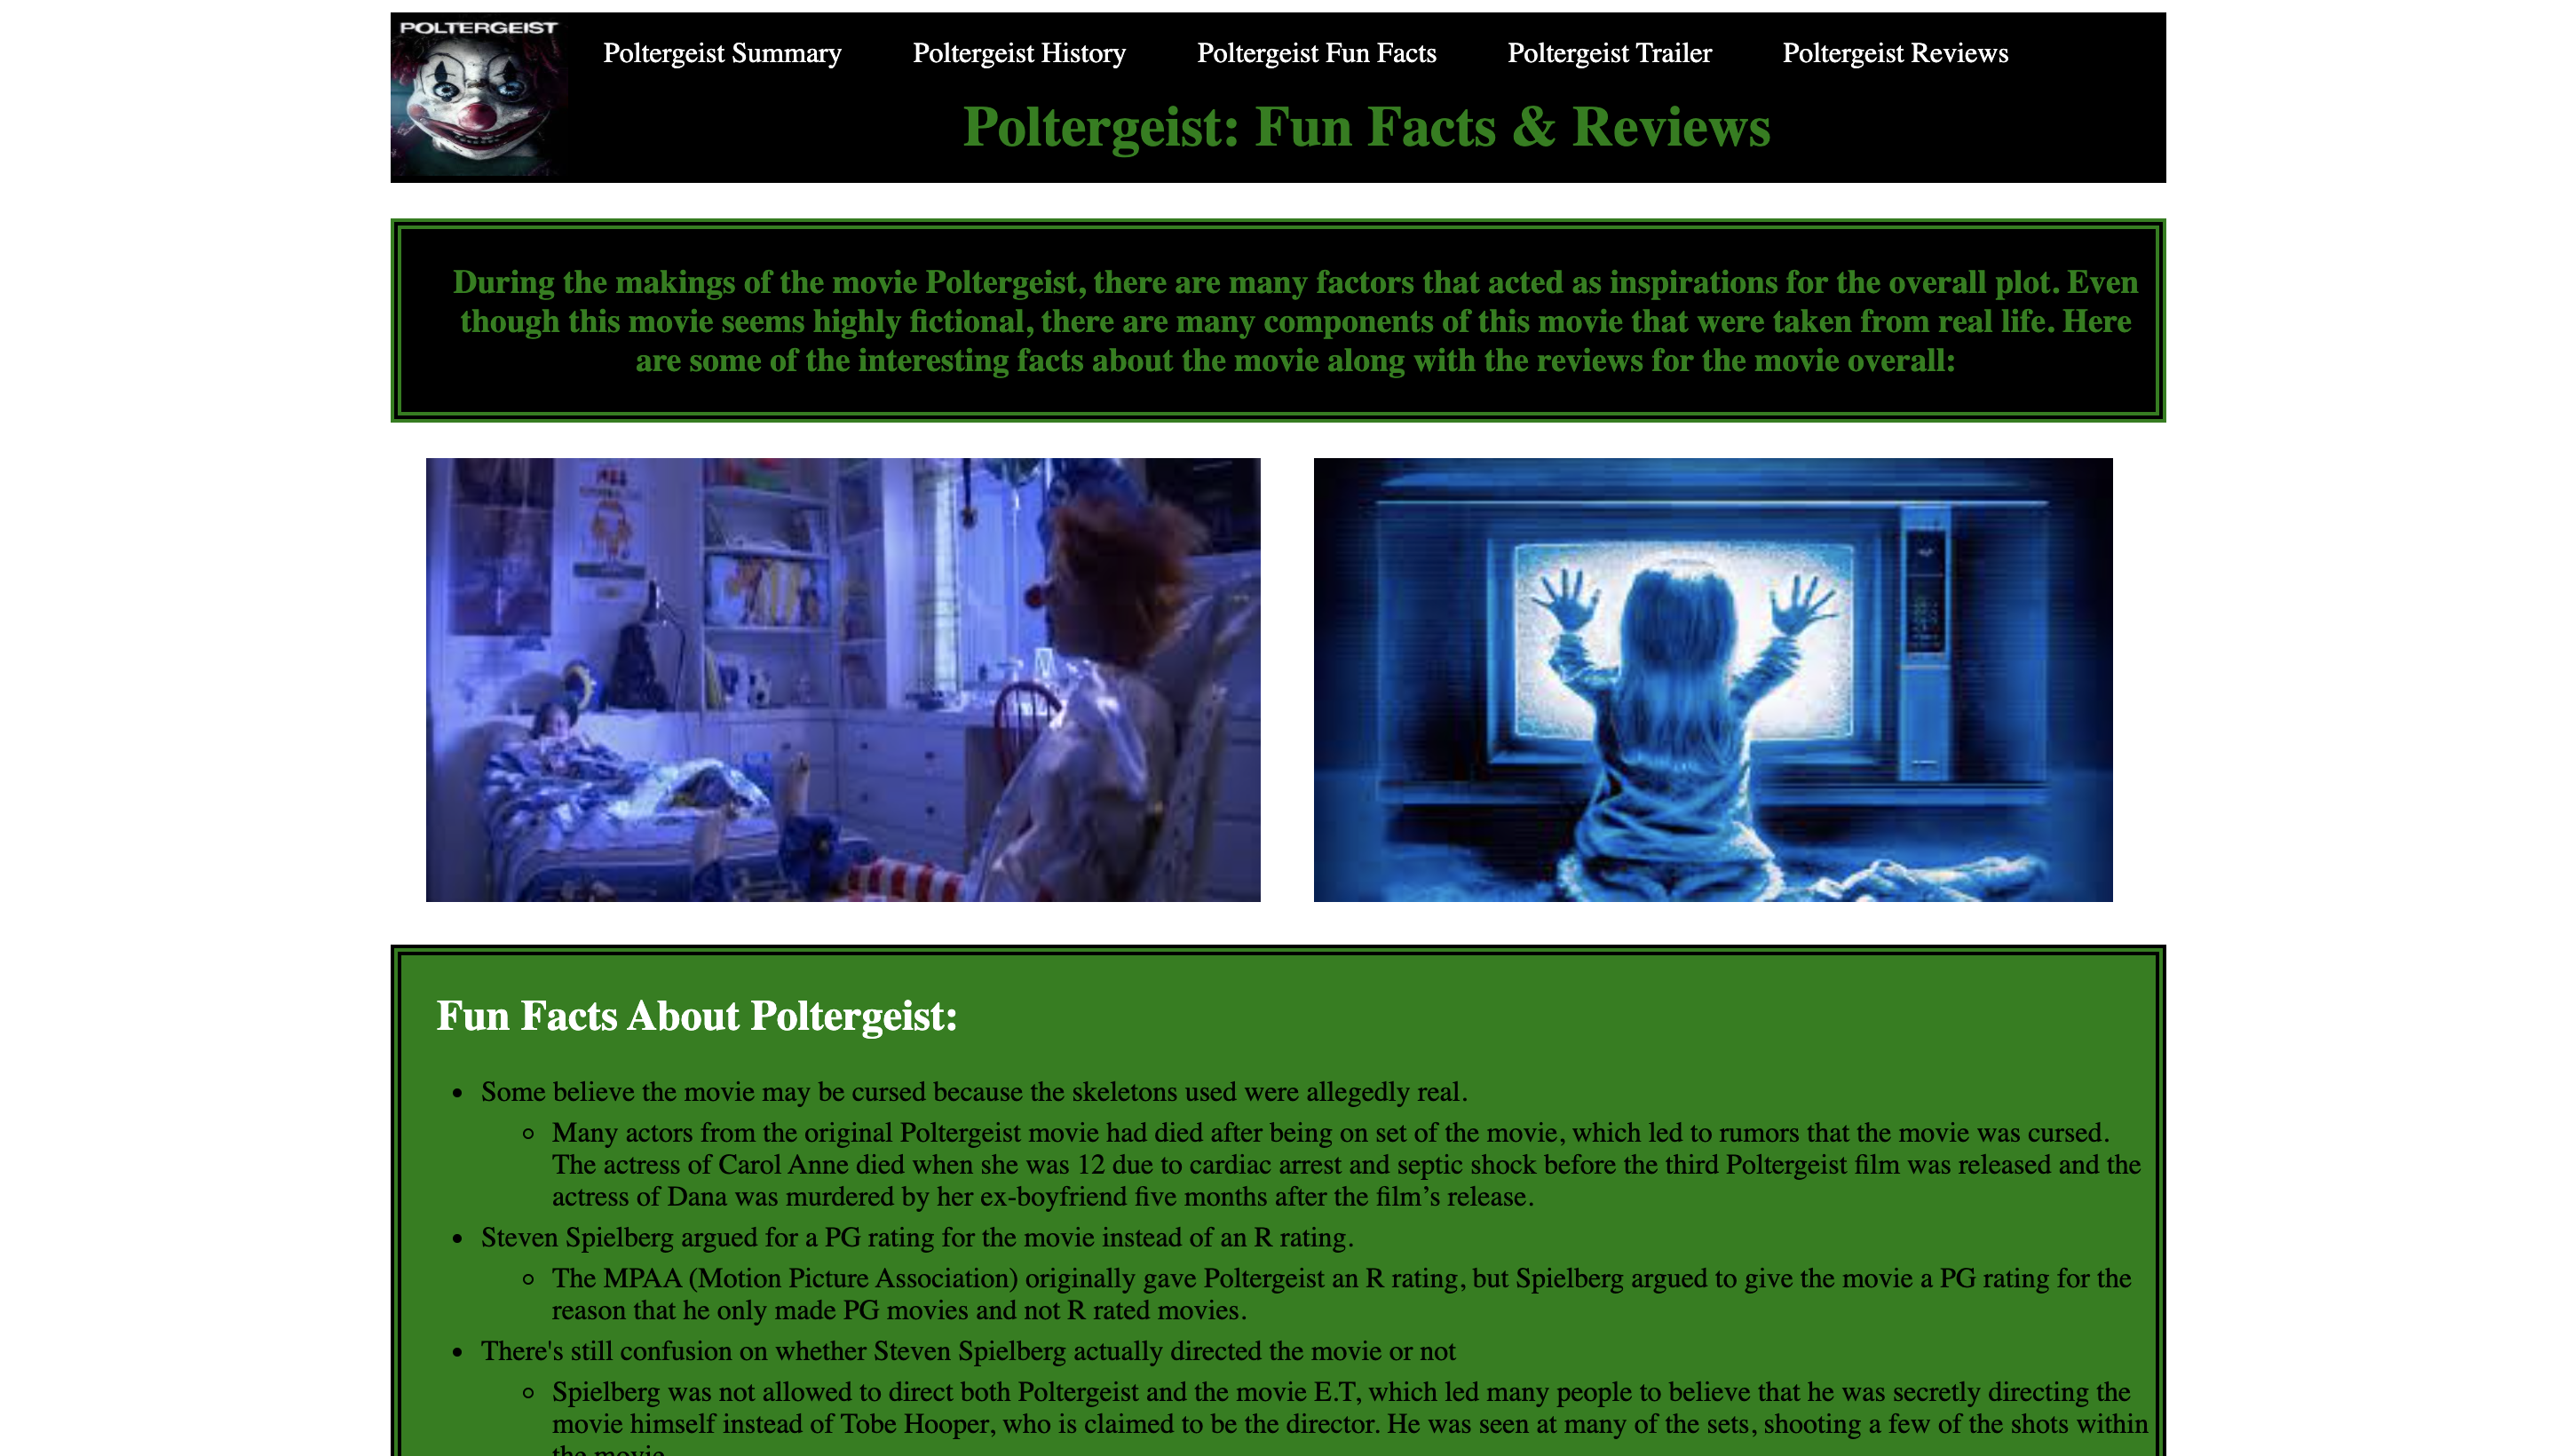 POLTERGEIST
Poltergeist Summary
Poltergeist History
Poltergeist Fun Facts
Poltergeist Trailer
Poltergeist Reviews
Poltergeist: Fun Facts & Reviews
During the makings of the movie Poltergeist, there are many factors that acted as inspirations for the overall plot. Even
though this movie seems highly fictional, there are many components of this movie that were taken from real life. Here
are some of the interesting facts about the movie along with the reviews for the movie overall:
Fun Facts About Poltergeist:
Some believe the movie may be cursed because the skeletons used were allegedly real.
Many actors from the original Poltergeist movie had died after being on set of the movie, which led to rumors that the movie was cursed.
The actress of Carol Anne died when she was 12 due to cardiac arrest and septic shock before the third Poltergeist film was released and the
actress of Dana was murdered by her ex-boyfriend five months after the film’s release.
Steven Spielberg argued for a PG rating for the movie instead of an R rating.
The MPAA (Motion Picture Association) originally gave Poltergeist an R rating, but Spielberg argued to give the movie a PG rating for the
reason that he only made PG movies and not R rated movies.
There's still confusion on whether Steven Spielberg actually directed the movie or not
Spielberg was not allowed to direct both Poltergeist and the movie E.T, which led many people to believe that he was secretly directing the
movie himself instead of Tobe Hooper, who is claimed to be the director. He was seen at many of the sets, shooting a few of the shots within
the movie.